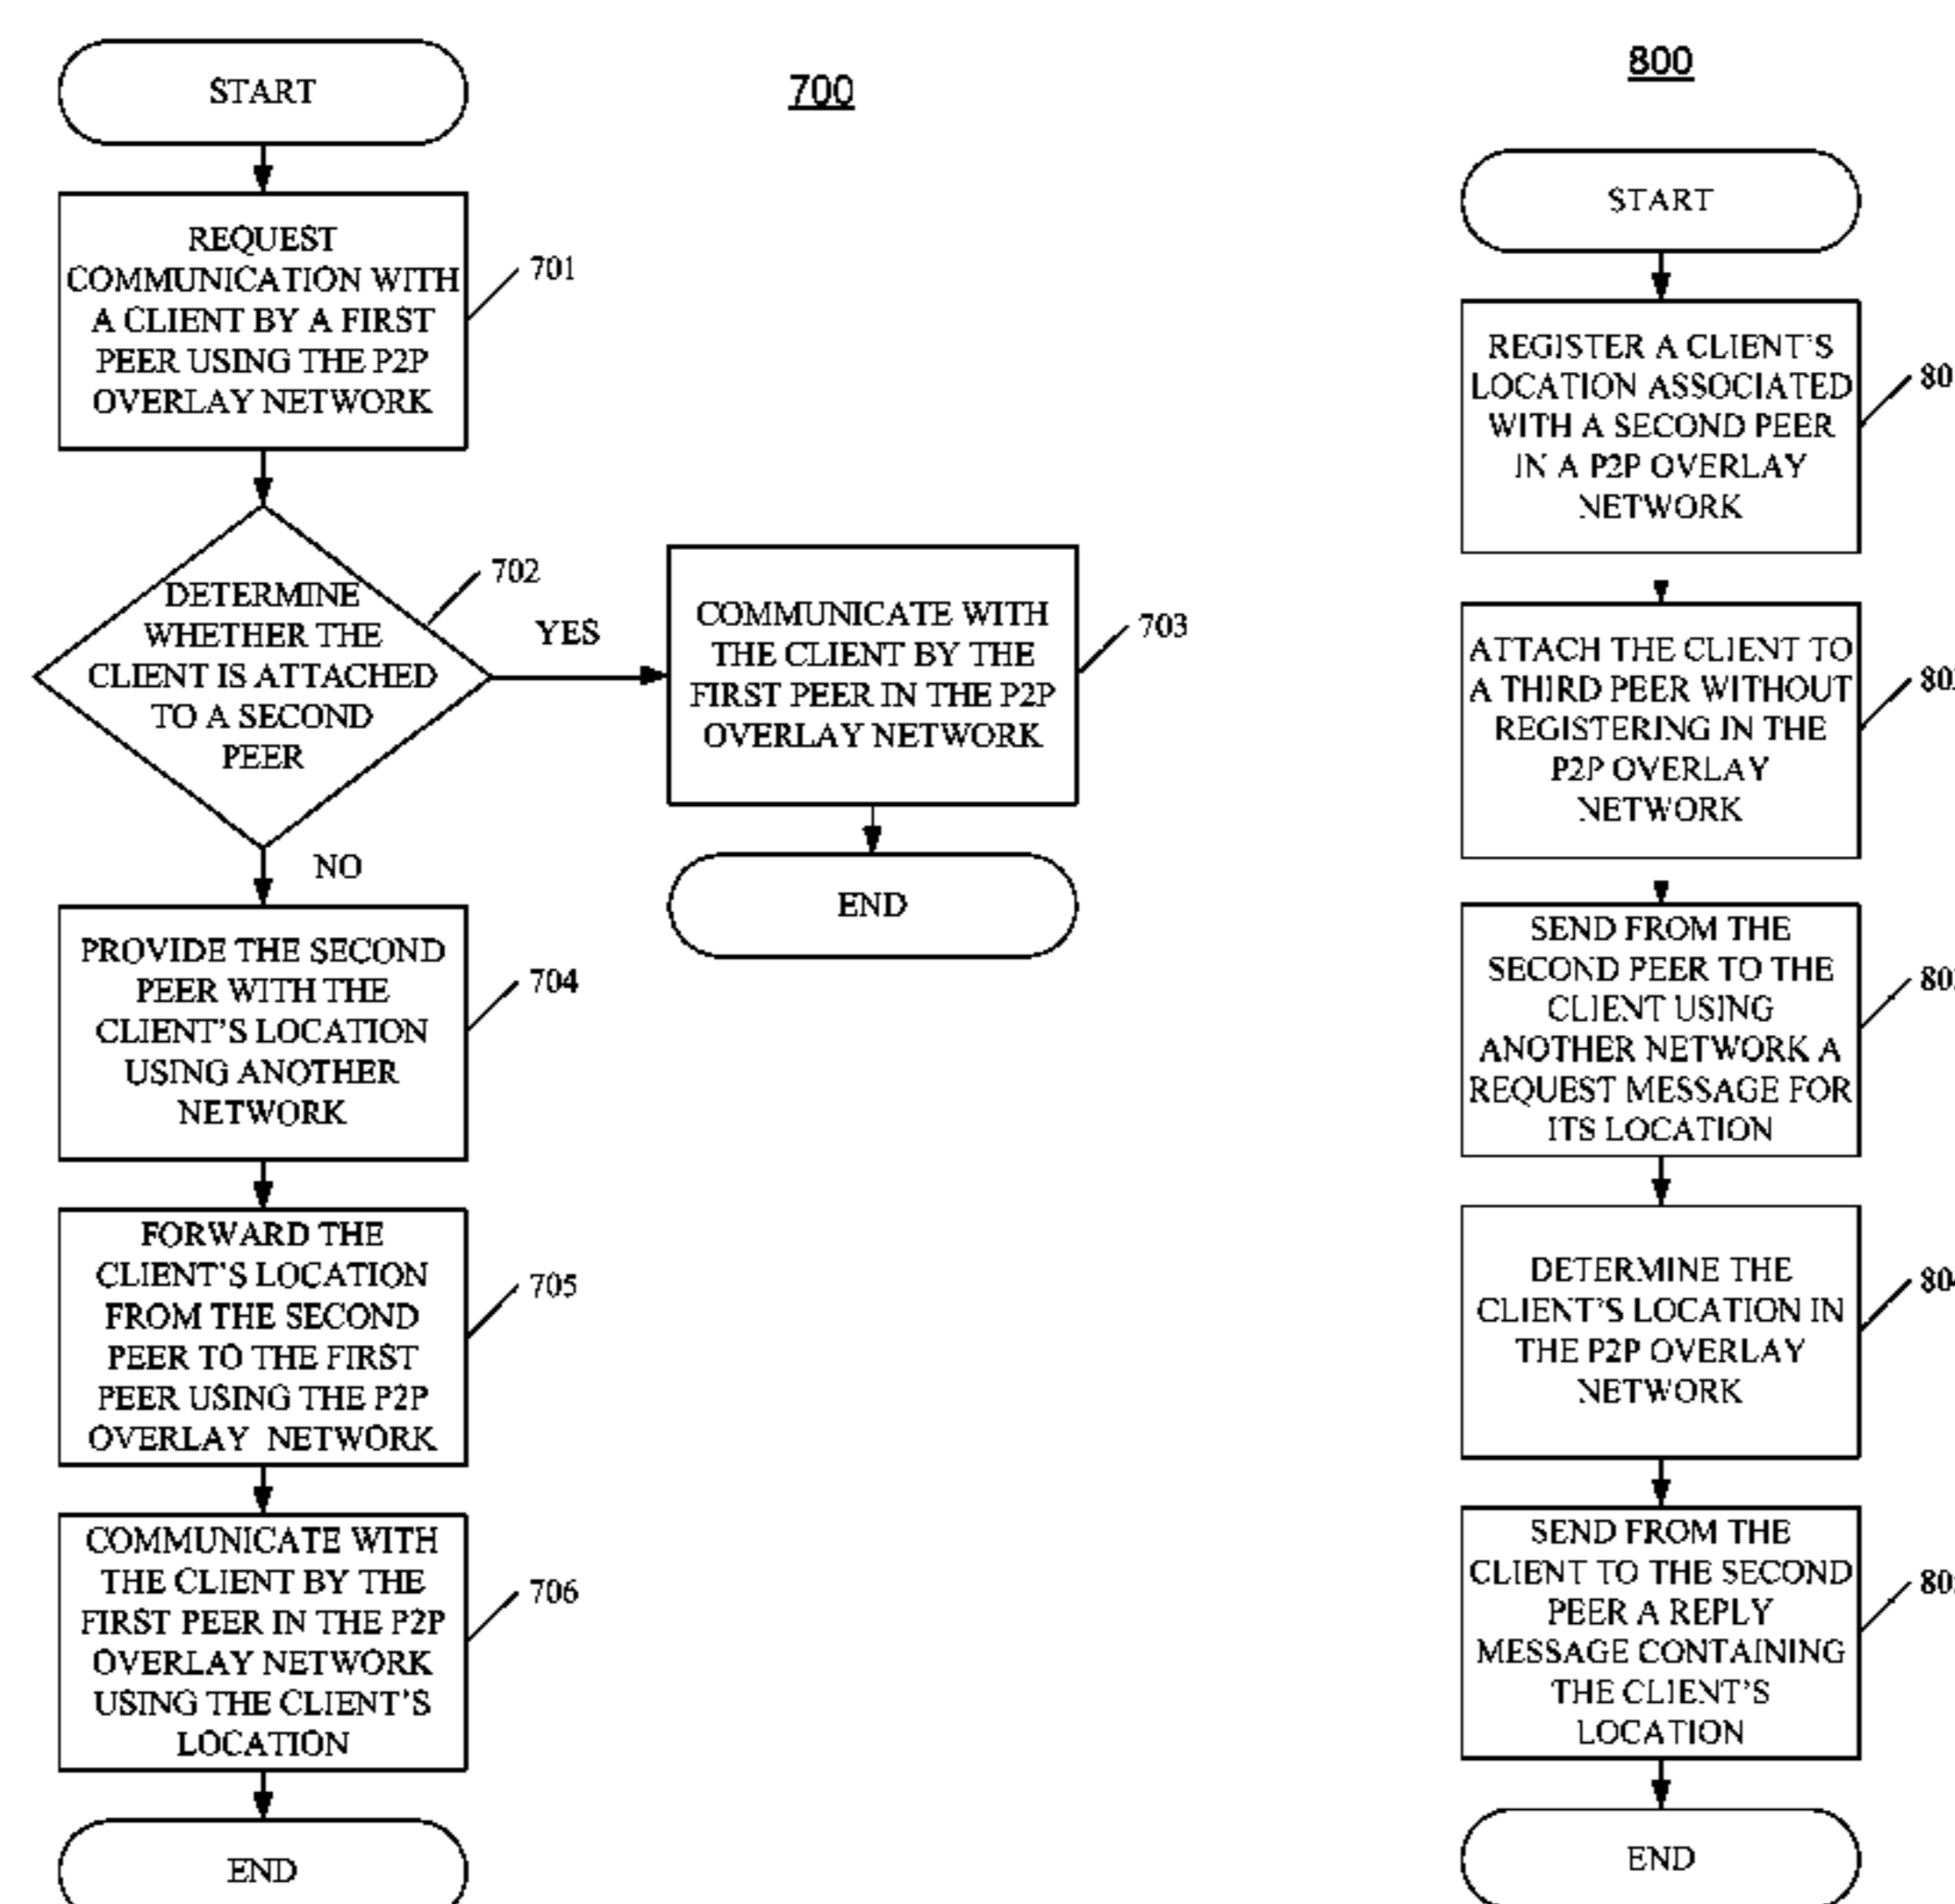 700
START
REQUEST
COMMUNICATION WITH
A CLIENT BY A FIRST
PEER USING THE P2P
OVERLAY NETWORK
701
DETERMINE
WHETHER THE
CLIENT IS ATTACHED
TO A SECOND
PEER
702
YES
COMMUNICATE WITH
THE CLIENT BY THE
FIRST PEER IN THE P2P
OVERLAY NETWORK
703
END
NO
PROVIDE THE SECOND
PEER WITH THE
CLIENT'S LOCATION
USING ANOTHER
NETWORK
704
FORWARD THE
CLIENT'S LOCATION
FROM THE SECOND
PEER TO THE FIRST
PEER USING THE P2P
OVERLAY NETWORK
705
COMMUNICATE WITH
THE CLIENT BY THE
FIRST PEER IN THE P2P
OVERLAY NETWORK
USING THE CLIENT'S
LOCATION
706
END
800
START
REGISTER A CLIENT'S
LOCATION ASSOCIATED
WITH A SECOND PEER
IN A P2P OVERLAY
NETWORK
ATTACH THE CLIENT TO
A THIRD PEER WITHOUT
REGISTERING IN THE
P2P OVERLAY
NETWORK
SEND FROM THE
SECOND PEER TO THE
CLIENT USING
ANOTHER NETWORK A
REQUEST MESSAGE FOR
ITS LOCATION
DETERMINE THE
CLIENT'S LOCATION IN
THE P2P OVERLAY
NETWORK
SEND FROM THE
CLIENT TO THE SECOND
PEER A REPLY
MESSAGE CONTAINING
THE CLIENT'S
LOCATION
END